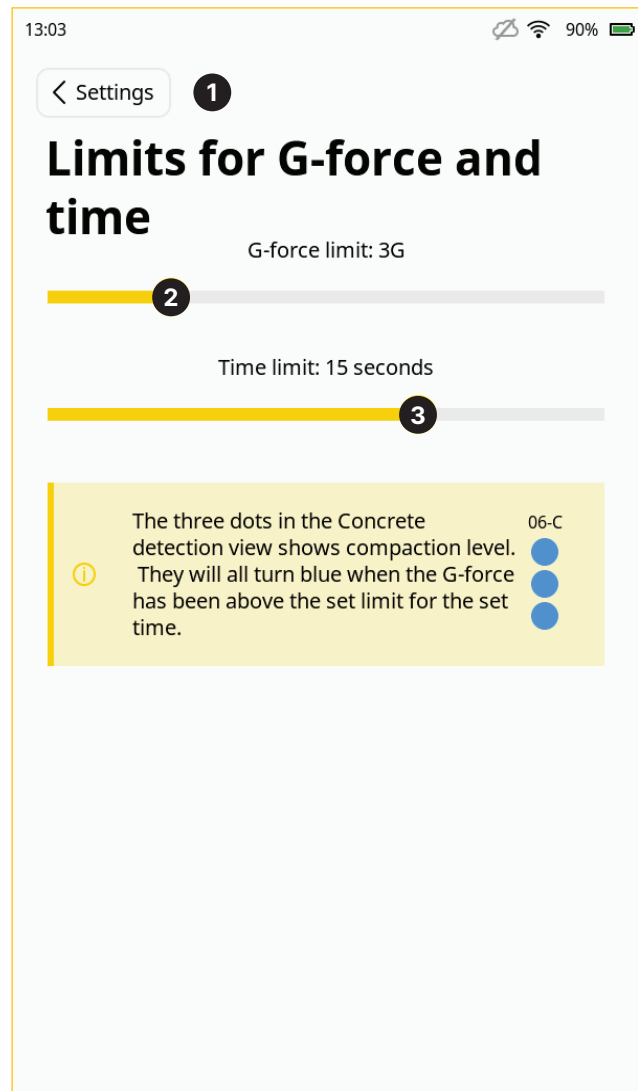 13:03 90%
Settings 1
Limits for G-force and
time
G-force limit: 3G
2
Time limit: 15 seconds
3
The three dots in the Concrete
detection view shows compaction level.
They will all turn blue when the G-force
has been above the set limit for the set
time.
06-C